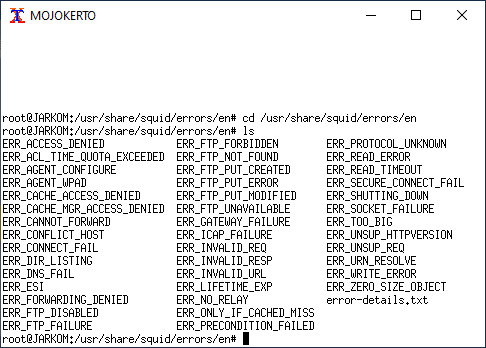 MOJOKERTO
root@JARKOM:/usr/share/squid/errors/en# cd /usr/share/squid/errors/en
root@JARKOM:/usr/share/squid/errors/en# ls
ERR_ACCESS_DENIED ERR_FTP_FORBIDDEN ERR_PROTOCOL_UNKNOWN
ERR_ACL_TIME_QUOTA_EXCEEDED ERR_FTP_NOT_FOUND ERR_READ_ERROR
ERR_AGENT_CONFIGURE ERR_FTP_PUT_CREATED ERR_READ_TIMEOUT
ERR_AGENT_WPAD ERR_FTP_PUT_ERROR ERR_SECURE_CONNECT_FAIL
ERR_CACHE_ACCESS_DENIED ERR_FTP_PUT_MODIFIED ERR_SHUTTING_DOWN
ERR_CACHE_MGR_ACCESS_DENIED ERR_FTP_UNAVAILABLE ERR_SOCKET_FAILURE
ERR_CANNOT_FORWARD ERR_GATEWAY_FAILURE ERR_TOO_BIG
ERR_CONFLICT_HOST ERR_ICAP_FAILURE ERR_UNSUP_HTTPVERSION
ERR_CONNECT_FAIL ERR_INVALID_REQ ERR_UNSUP_REQ
ERR_DIR_LISTING ERR_INVALID_RESP ERR_URN_RESOLVE
ERR_DNS_FAIL ERR_INVALID_URL ERR_WRITE_ERROR
ERR_ESI ERR_LIFETIME_EXP ERR_ZERO_SIZE_OBJECT
ERR_FORWARDING_DENIED ERR_NO_RELAY error-details.txt
ERR_FTP_DISABLED ERR_ONLY_IF_CACHED_MISS
ERR_FTP_FAILURE ERR_PRECONDITION_FAILED
root@JARKOM:/usr/share/squid/errors/en#